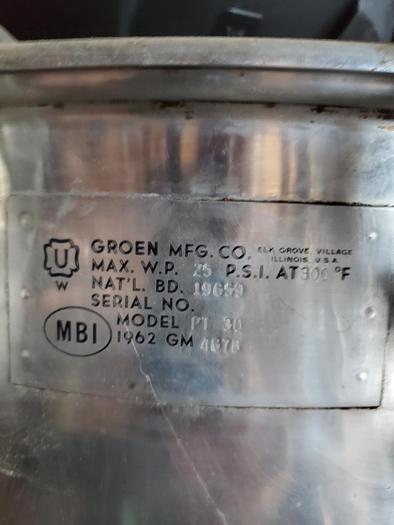 U
W
GROEN MFG. CO. ELK GROVE VILLAGE
ILLINOIS, U.S.A
MAX. W.P. 25 P.S.I. AT 300 °F
NAT'L. BD. 19659
SERIAL NO.
MBI
MODEL PT 30
1962 GM 4676